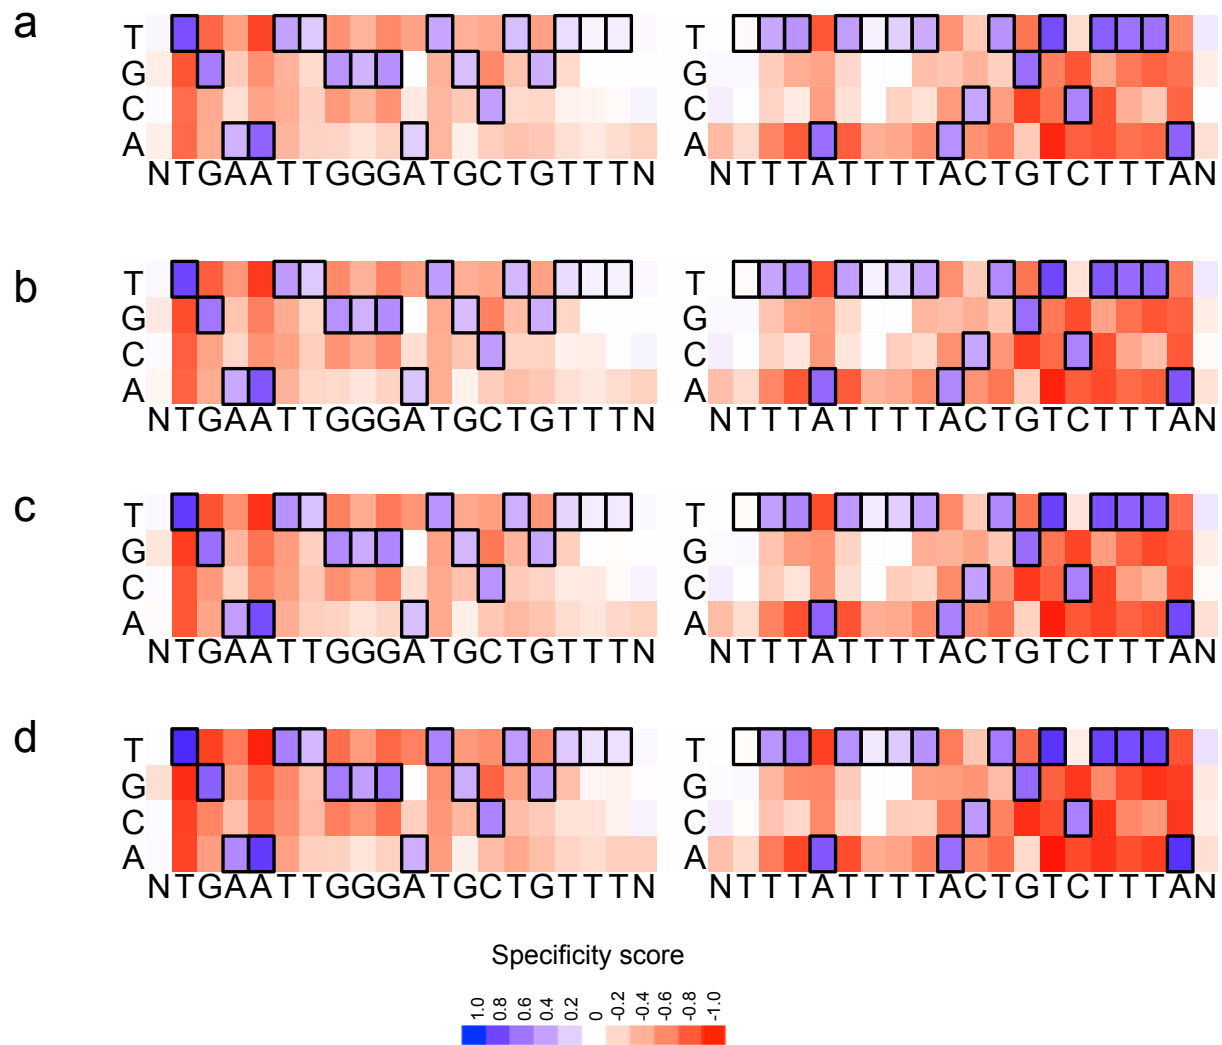 a
T T
G G
C C
A A
NTGAATTGGGATGCTGTTTN NTTTATTTTACTGTCTTTAN
b
T T
G G
C C
A A
NTGAATTGGGATGCTGTTTN NTTTATTTTACTGTCTTTAN
c
T T
G G
C C
A A
NTGAATTGGGATGCTGTTTN NTTTATTTTACTGTCTTTAN
d
T T
G G
C C
A A
NTGAATTGGGATGCTGTTTN NTTTATTTTACTGTCTTTAN
Specificity score
1.0 0.8 0.6 0.4 0.2 0 -0.2 -0.4 -0.6 -0.8 -1.0